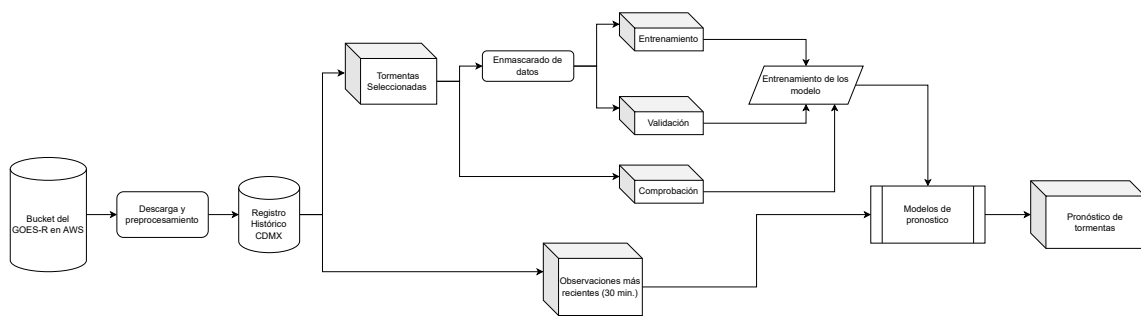 Bucket del
GOES-R en AWS
Descarga y
preprocesamiento
Registro
Histórico
CDMX
Tormentas
Seleccionadas
Enmascarado de
datos
Entrenamiento
Validación
Comprobación
Entrenamiento de los
modelo
Observaciones más
recientes (30 min.)
Modelos de
pronostico
Pronóstico de
tormentas